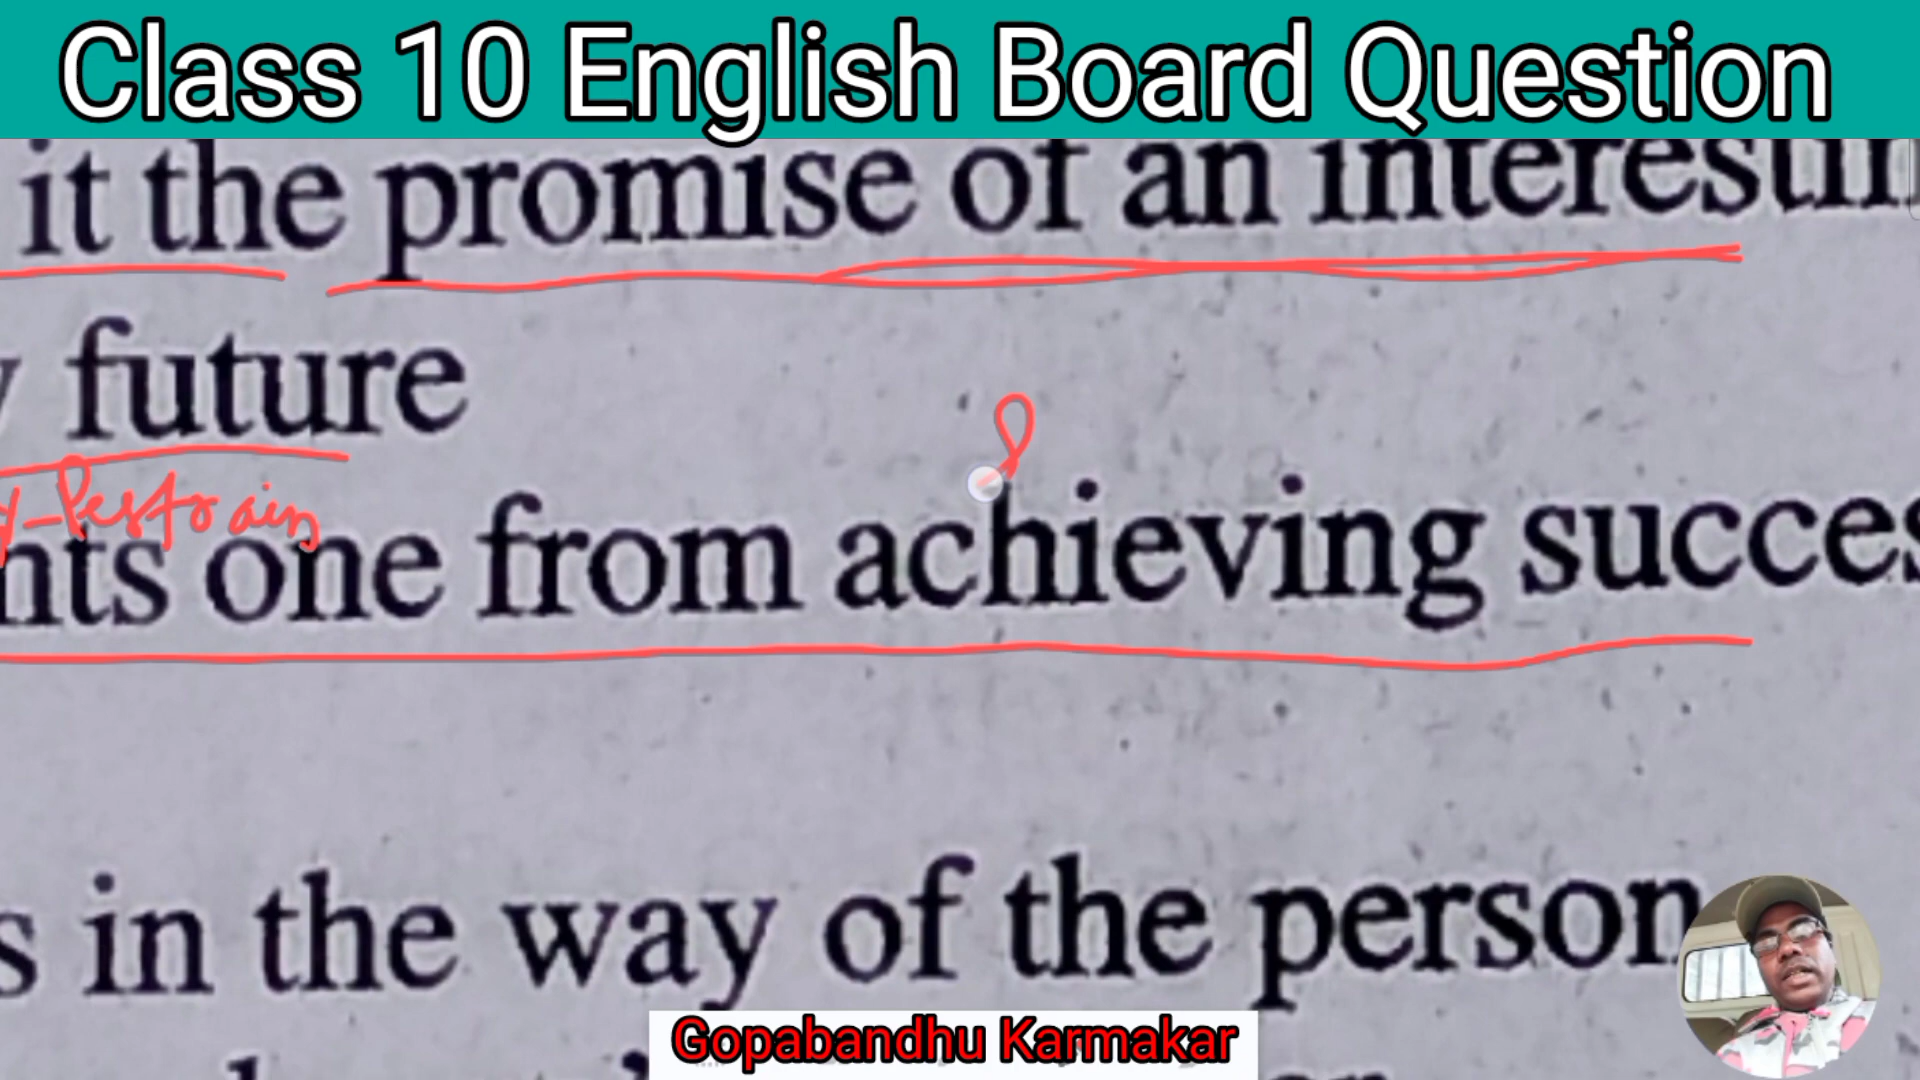 Class 10 English Board Question
it the promise of an
future
one from achieving
in the way of the person
Gopabandhu Karmakar